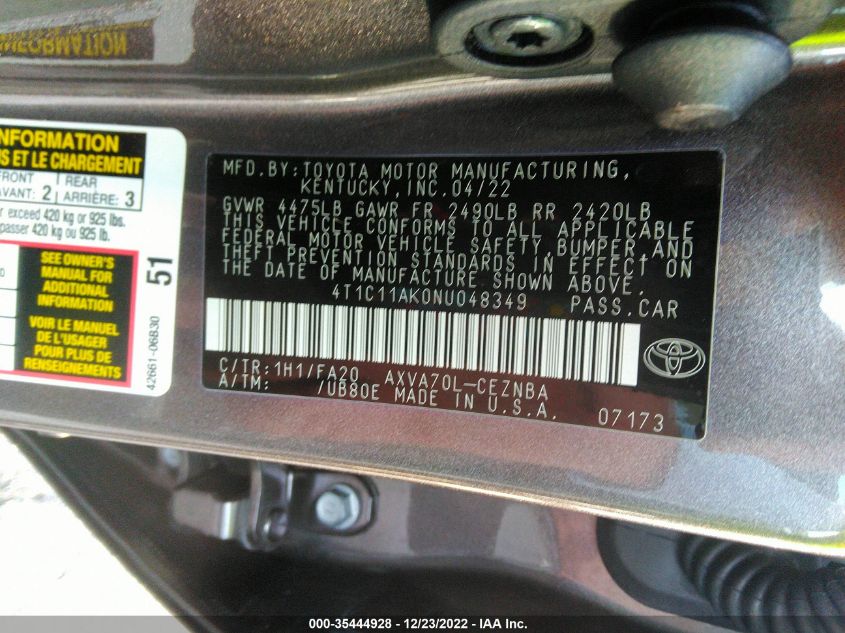 NFORMATION
S ET LE CHARGEMENT
FRONT REAR
AVANT: 2 ARRIÈRE: 3
exceed 420 kg or 925 lbs.
passer 420 kg ou 925 lb.
SEE OWNER'S
MANUAL FOR
ADDITIONAL
INFORMATION
VOIR LE MANUEL
DE L'USAGER
POUR PLUS DE
RENSEIGNEMENTS
51
42661-06B30
MFD.BY:TOYOTA MOTOR MANUFACTURING,
KENTUCKY,INC.04/22
GVWR 4475LB GAWR FR 2490LB RR 2420LB
THIS VEHICLE CONFORMS TO ALL APPLICABLE
FEDERAL MOTOR VEHICLE SAFETY,BUMPER,AND
THEFT PREVENTION STANDARDS IN EFFECT ON
THE DATE OF MANUFACTURE SHOWN ABOVE.
4T1C11AK0NU048349 PASS.CAR
C/TR:1H1/FA20 AXVA70L-CEZNBA
A/TM: /UB80E MADE IN U.S.A.
07173
000-35444928 - 12/23/2022 - IAA Inc.